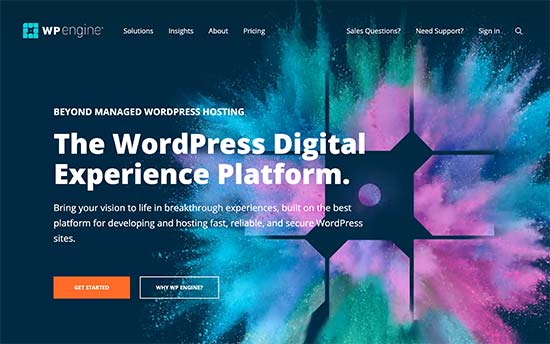 WP engine
Solutions Insights About Pricing Sales Questions? Need Support? Sign in
BEYOND MANAGED WORDPRESS HOSTING
The WordPress Digital
Experience Platform.
Bring your vision to life in breakthrough experiences, built on the best
platform for developing and hosting fast, reliable, and secure WordPress
sites.
GET STARTED WHY WP ENGINE?